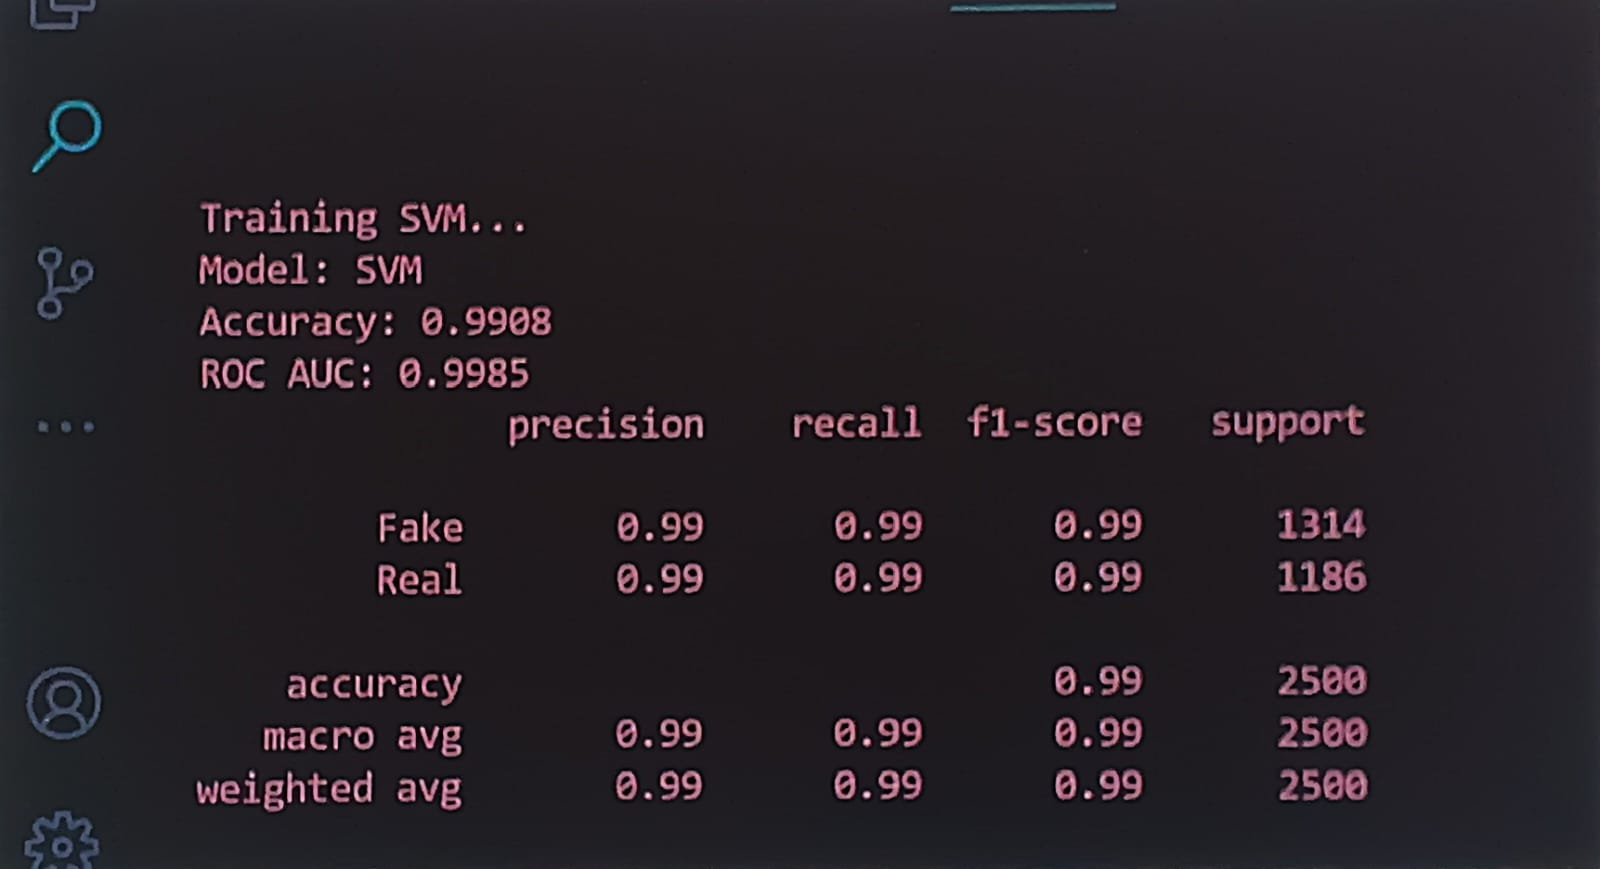 Training SVM...
Model: SVM
Accuracy: 0.9908
ROC AUC: 0.9985
precision recall f1-score support
Fake 0.99 0.99 0.99 1314
Real 0.99 0.99 0.99 1186
accuracy 0.99 2500
macro avg 0.99 0.99 0.99 2500
weighted avg 0.99 0.99 0.99 2500